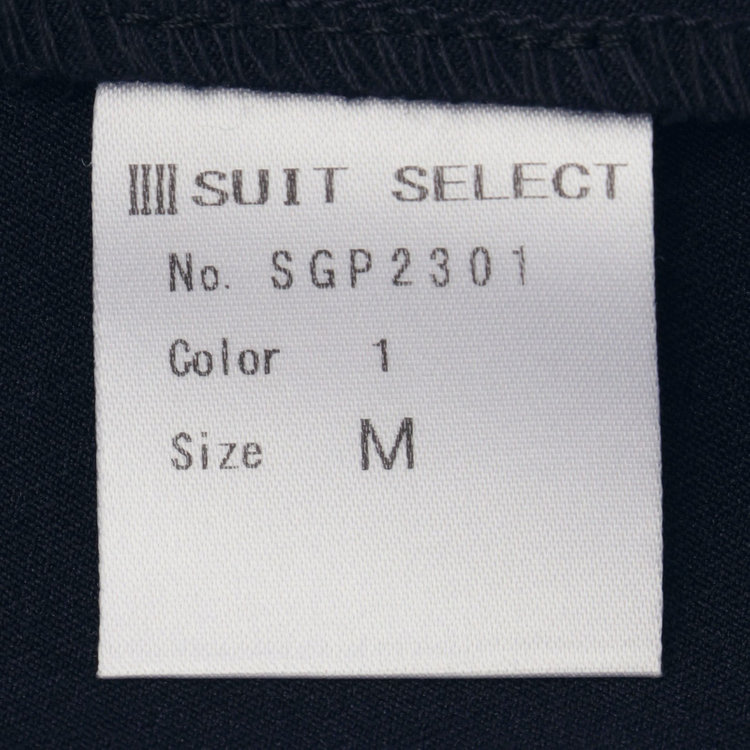 SUIT SELECT
No. SGP2301
Color 1
Size M